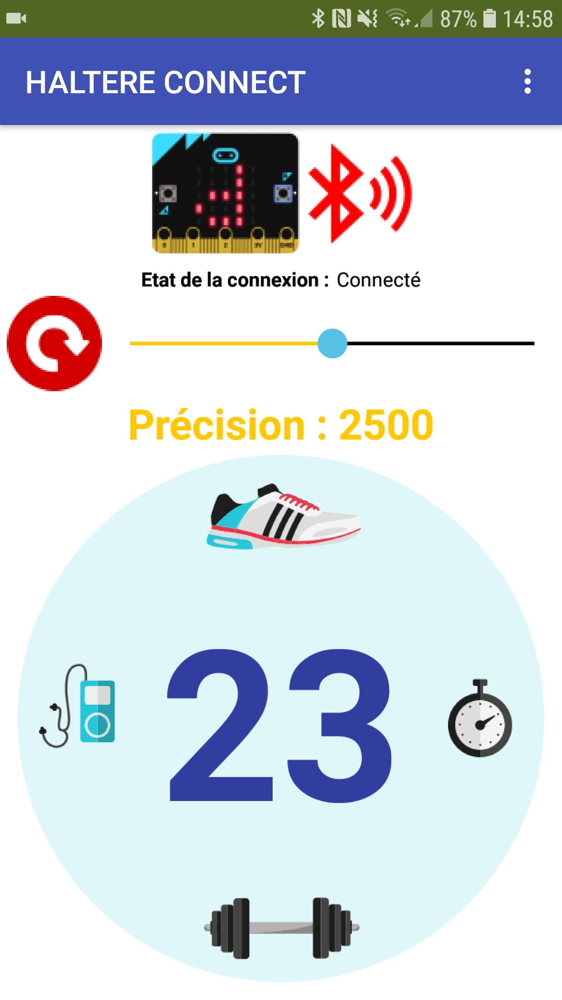 87% 14:58
HALTERE CONNECT
Etat de la connexion : Connecté
Précision : 2500
23